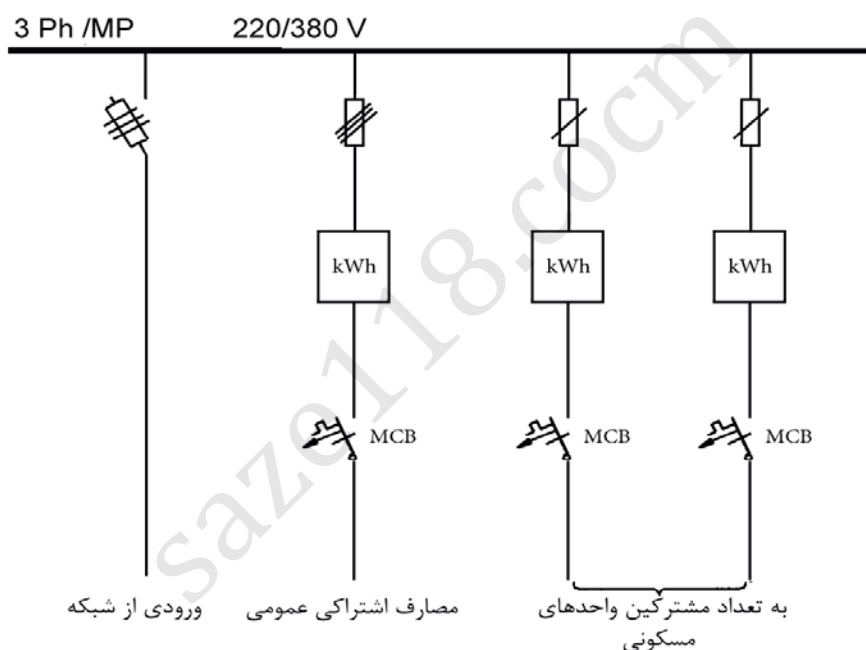 3 Ph /MP 220/380 V
kWh kWh kWh
MCB MCB MCB
ورودی از شبکه
مصارف اشتراکی عمومی
به تعداد مشترکین واحدهای
مسکونی
saze118.cocm